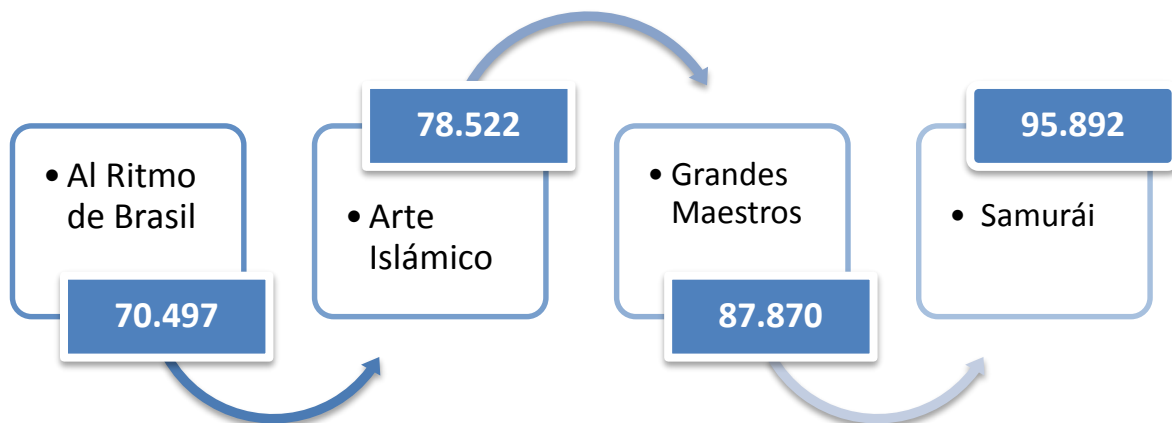 • Al Ritmo
de Brasil
70.497
78.522
• Arte
Islámico
• Grandes
Maestros
87.870
95.892
• Samurái